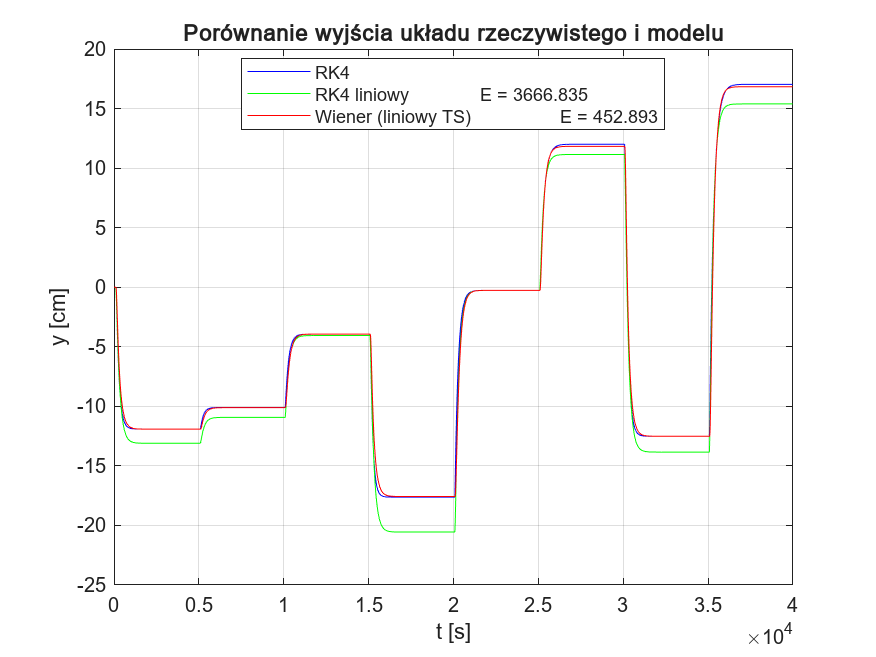 Porównanie wyjścia układu rzeczywistego i modelu
RK4
RK4 liniowy E = 3666.835
Wiener (liniowy TS) E = 452.893
20
15
10
5
0
-5
-10
-15
-20
-25
y [cm]
0 0.5 1 1.5 2 2.5 3 3.5 4
t [s]
×10^4